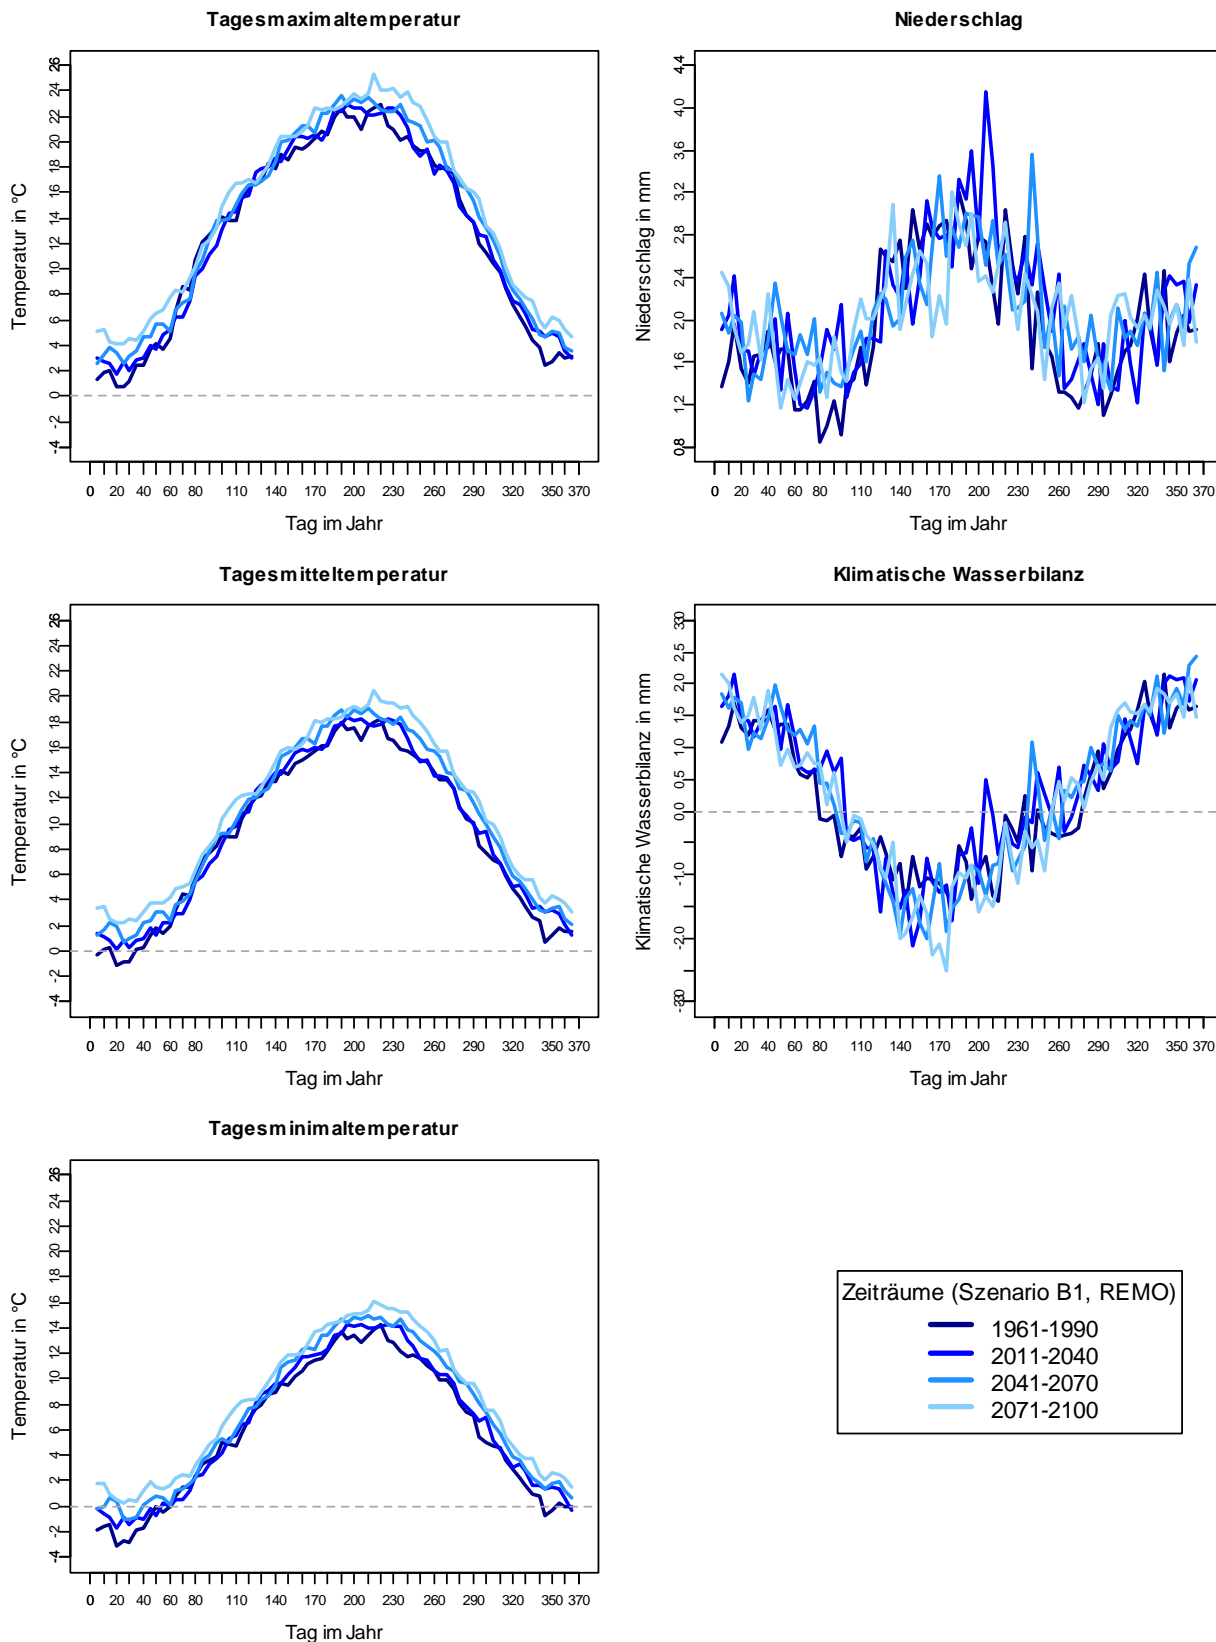 Tagesmaximaltemperatur
Temperatur in °C
-4 -2 0 2 4 6 8 10 12 14 16 18 20 22 24 26
0 20 40 60 80 110 140 170 200 230 260 290 320 350 370
Tag im Jahr
Niederschlag
Niederschlag in mm
0,8 1,2 1,6 2,0 2,4 2,8 3,2 3,6 4,0 4,4
0 20 40 60 80 110 140 170 200 230 260 290 320 350 370
Tag im Jahr
Tagesmitteltemperatur
Temperatur in °C
-4 -2 0 2 4 6 8 10 12 14 16 18 20 22 24 26
0 20 40 60 80 110 140 170 200 230 260 290 320 350 370
Tag im Jahr
Klimatische Wasserbilanz
Klimatische Wasserbilanz in mm
-2,0 -1,0 0,0 0,5 1,0 1,5 2,0 2,5
0 20 40 60 80 110 140 170 200 230 260 290 320 350 370
Tag im Jahr
Tagesminimaltemperatur
Temperatur in °C
-4 -2 0 2 4 6 8 10 12 14 16 18 20 22 24 26
0 20 40 60 80 110 140 170 200 230 260 290 320 350 370
Tag im Jahr
Zeiträume (Szenario B1, REMO)
1961-1990
2011-2040
2041-2070
2071-2100